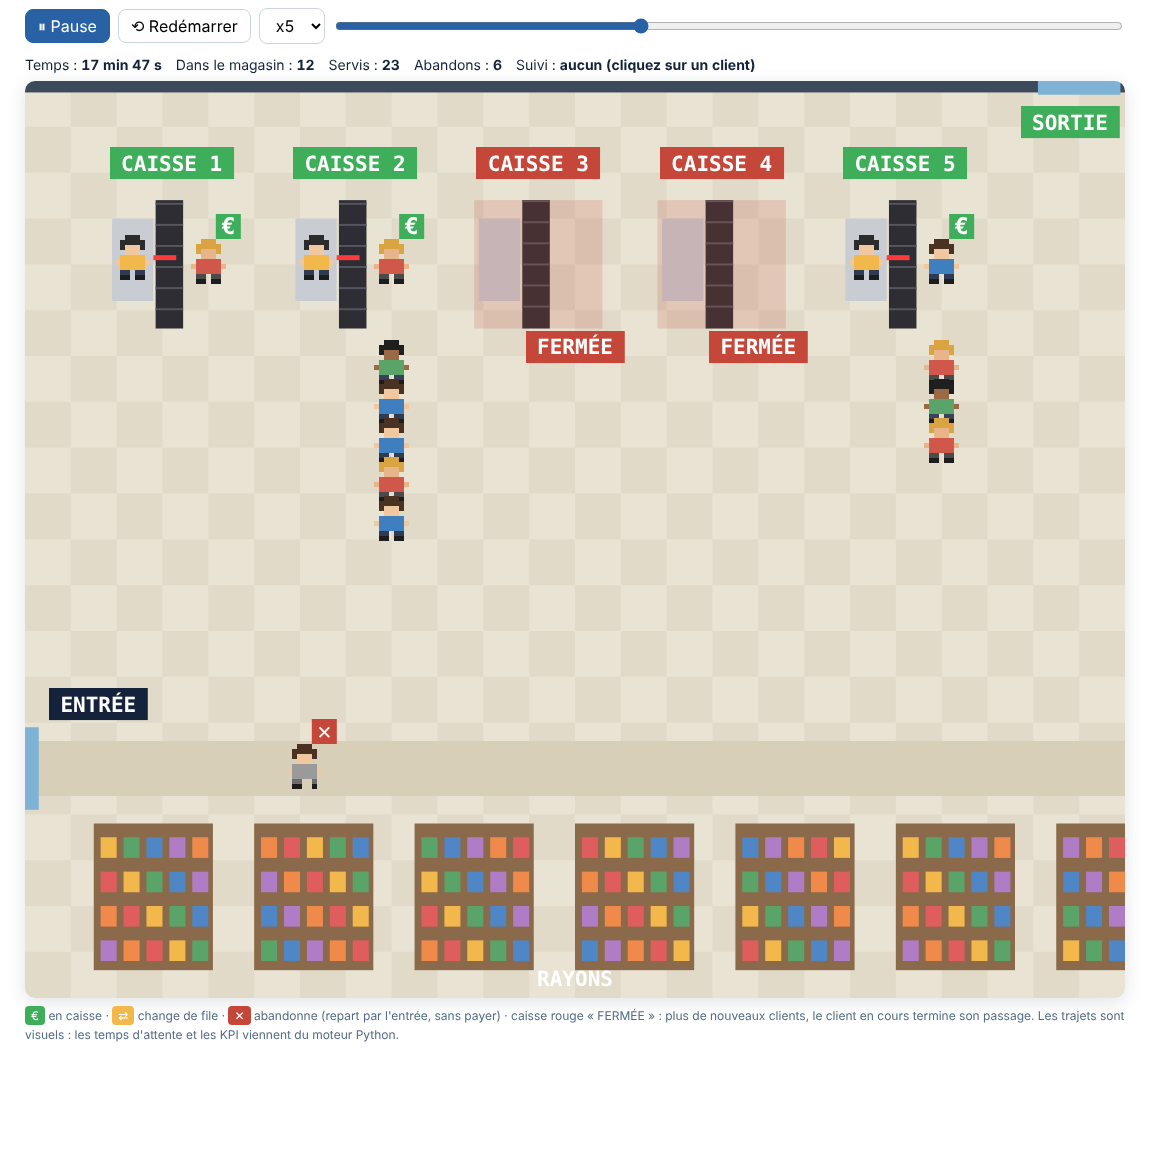 ⏸ Pause
⟲ Redémarrer
x5
Temps : 17 min 47 s Dans le magasin : 12 Servis : 23 Abandons : 6 Suivi : aucun (cliquez sur un client)
SORTIE
CAISSE 1
CAISSE 2
CAISSE 3
CAISSE 4
CAISSE 5
€
€
€
FERMÉE
FERMÉE
ENTRÉE
✕
RAYONS
€ en caisse · ⇄ change de file · ✕ abandonne (repart par l'entrée, sans payer) · caisse rouge « FERMÉE » : plus de nouveaux clients, le client en cours termine son passage. Les trajets sont
visuels : les temps d'attente et les KPI viennent du moteur Python.